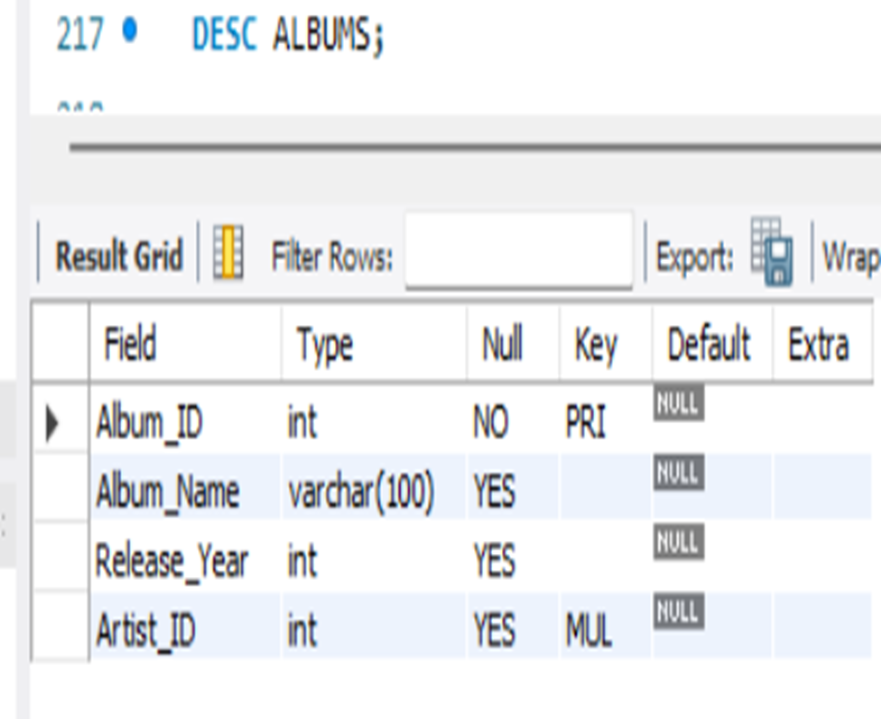 217 DESC ALBUMS;
Result Grid Filter Rows: Export: Wrap
Field Type Null Key Default Extra
Album_ID int NO PRI NULL
Album_Name varchar(100) YES NULL
Release_Year int YES NULL
Artist_ID int YES MUL NULL